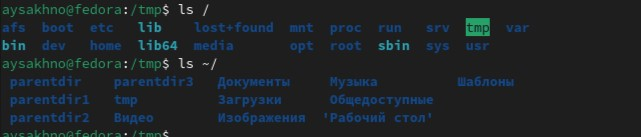 aysakhno@fedora:/tmp$ ls /
afs boot etc lib lost+found mnt proc run srv tmp var
bin dev home lib64 media opt root sbin sys usr
aysakhno@fedora:/tmp$ ls ~/
parentdir parentdir3 Документы Музыка Шаблоны
parentdir1 tmp Загрузки Общедоступные
parentdir2 Видео Изображения 'Рабочий стол'
aysakhno@fedora:/tmp$